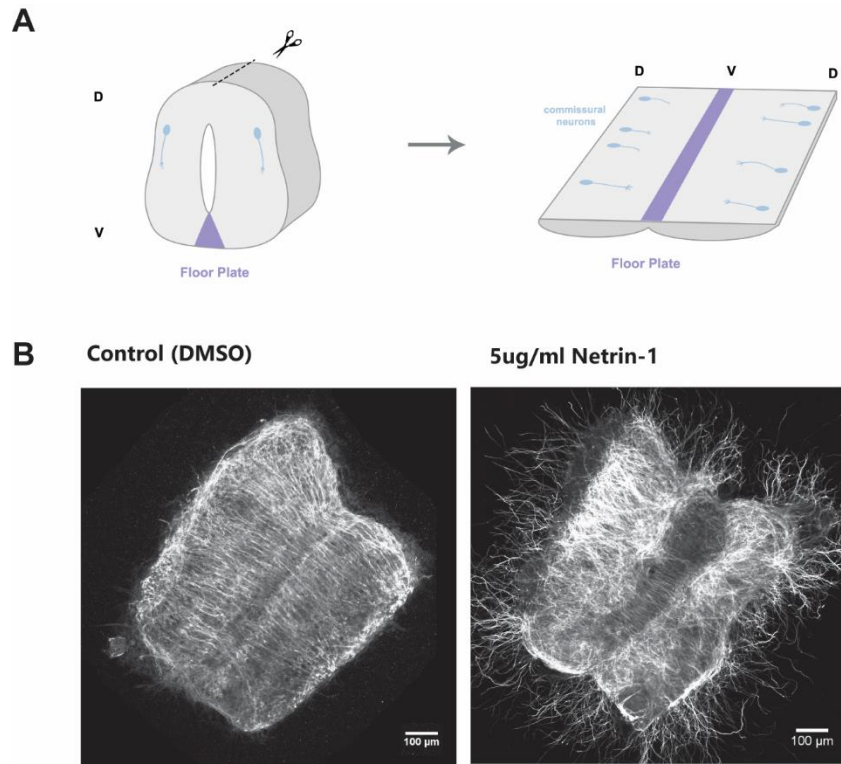 A
D
V
Floor Plate
D
V
D
commissural
neurons
Floor Plate
B
Control (DMSO)
5ug/ml Netrin-1
100 µm
100 µm